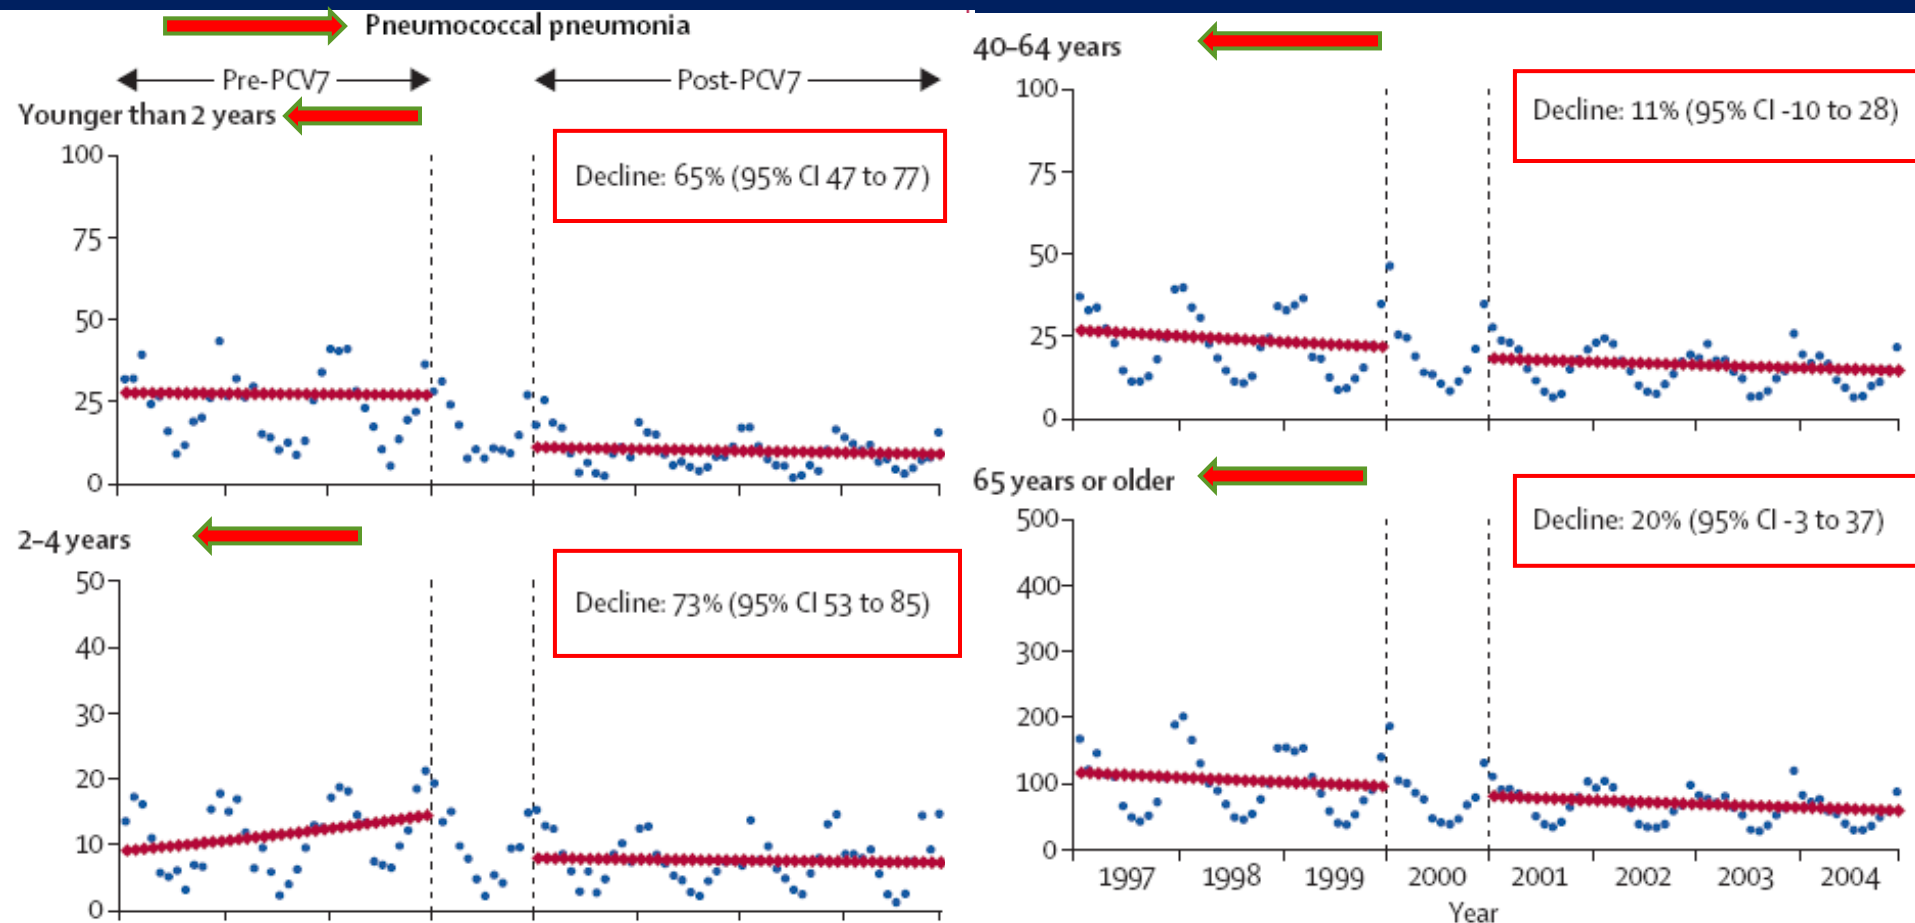 Pneumococcal pneumonia
Pre-PCV7
Post-PCV7
Younger than 2 years
Decline: 65% (95% CI 47 to 77)
100
75
50
25
0
2–4 years
Decline: 73% (95% CI 53 to 85)
50
40
30
20
10
0
40–64 years
Decline: 11% (95% CI -10 to 28)
100
75
50
25
0
65 years or older
Decline: 20% (95% CI -3 to 37)
500
400
300
200
100
0
1997 1998 1999 2000 2001 2002 2003 2004
Year